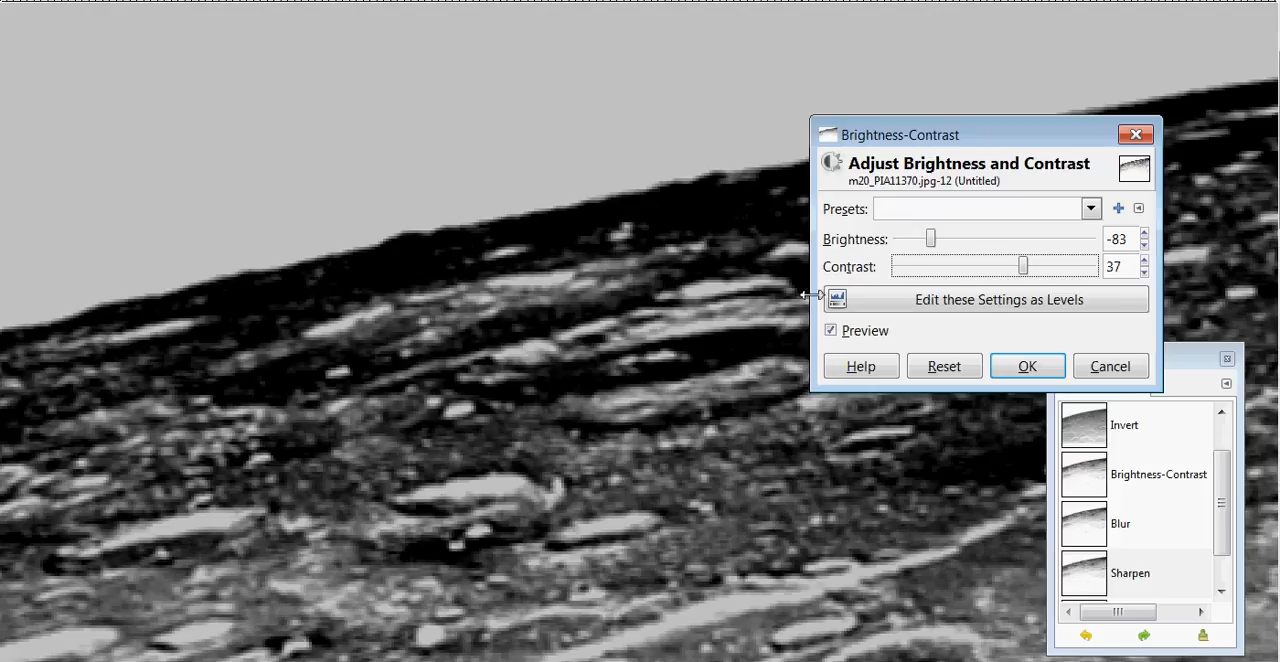 Brightness-Contrast
Adjust Brightness and Contrast
m20_PIA11370.jpg-12 (Untitled)
Presets:
Brightness: -83
Contrast: 37
Edit these Settings as Levels
Preview
Help Reset OK Cancel
Invert
Brightness-Contrast
Blur
Sharpen